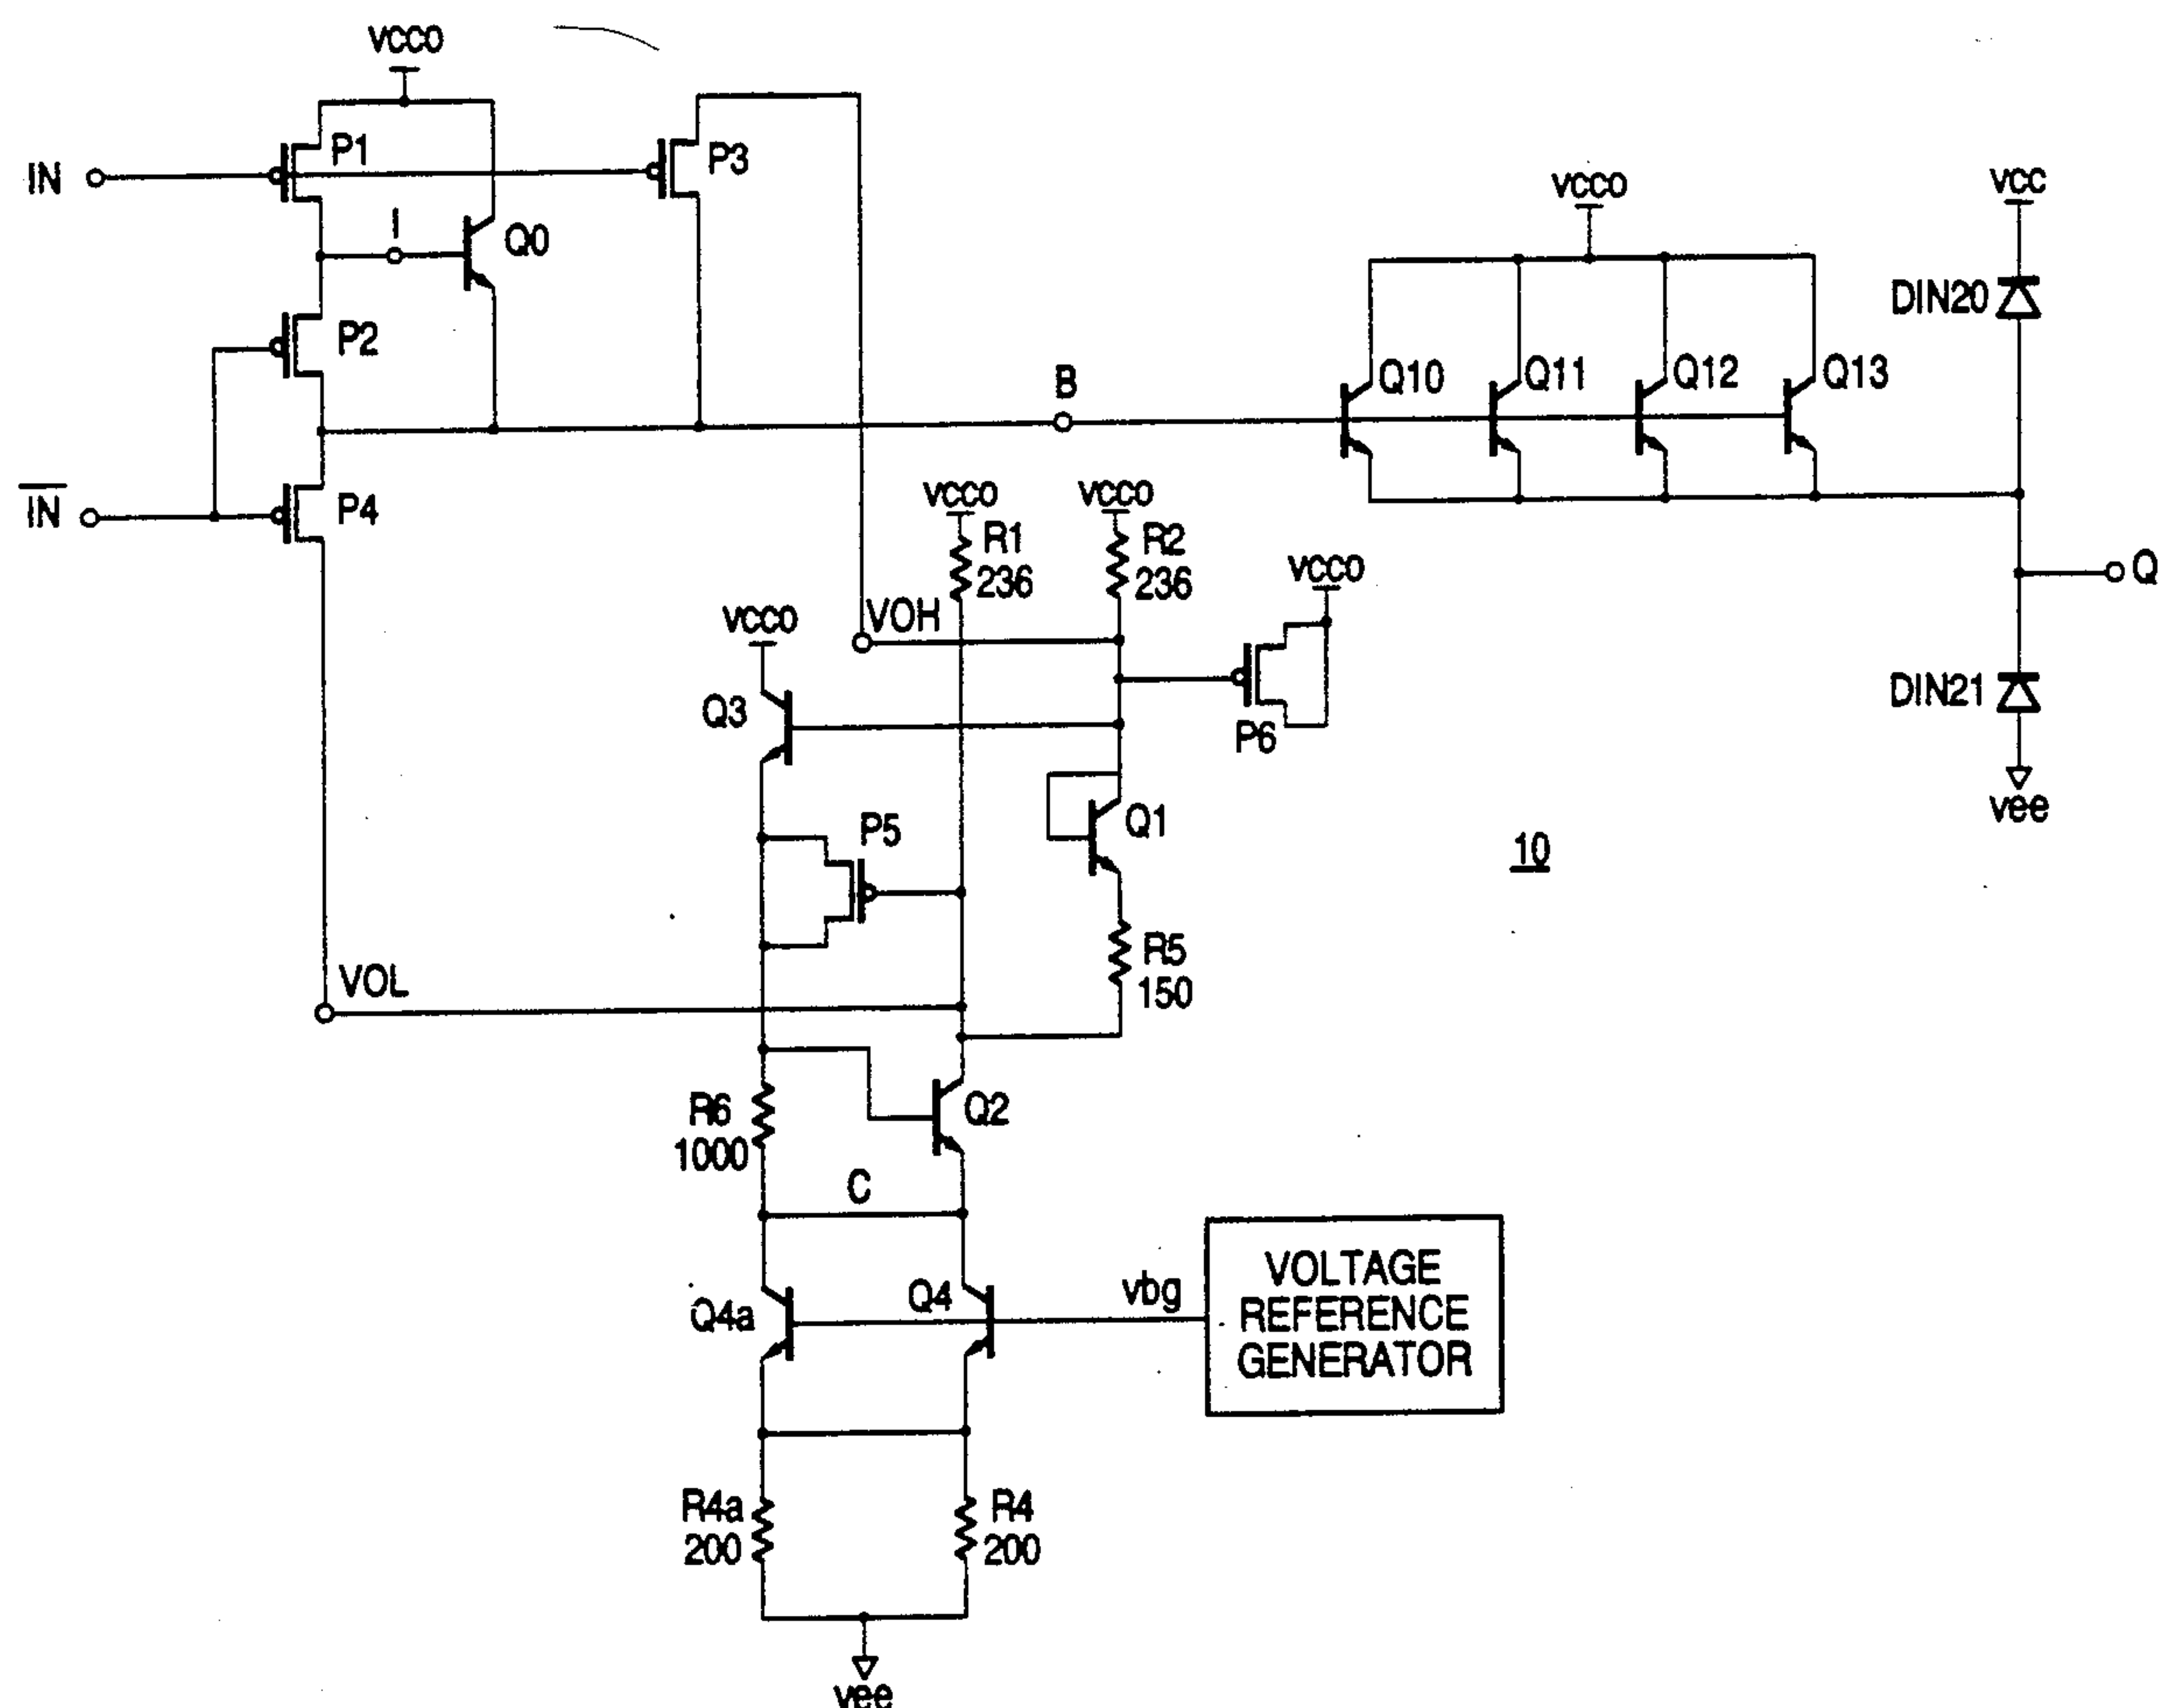 vcco
P1
IN
P3
I
Q0
P2
IN
P4
B
vcco
Q10
Q11
Q12
Q13
vcc
DIN20
Q
DIN21
vee
vcco
R1
236
vcco
R2
236
vcco
P6
VOH
vcco
Q3
P5
Q1
10
R5
150
VOL
R6
1000
Q2
C
Q4a
Q4
vbg
VOLTAGE
REFERENCE
GENERATOR
R4a
200
R4
200
vee